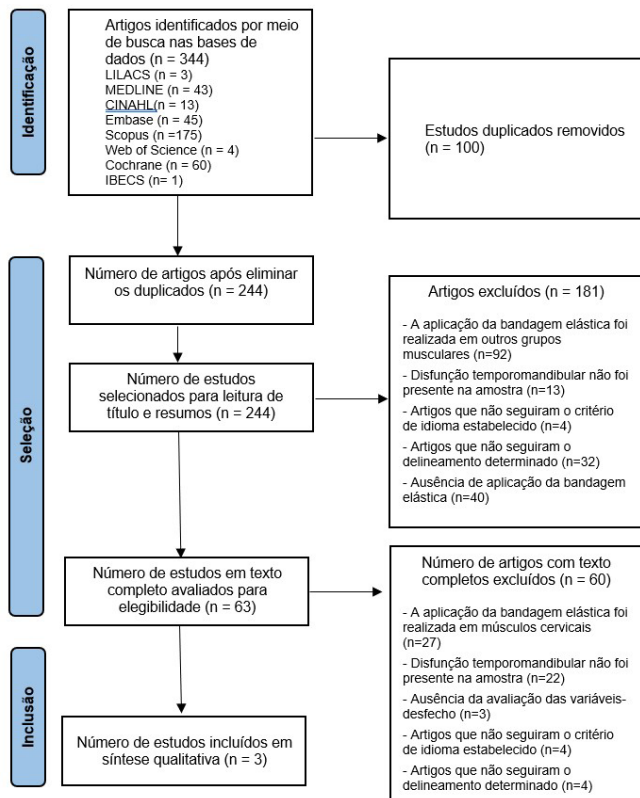 Identificação
Artigos identificados por meio
de busca nas bases de
dados (n = 344)
LILACS (n = 3)
MEDLINE (n = 43)
CINAHL(n = 13)
Embase (n = 45)
Scopus (n =175)
Web of Science (n = 4)
Cochrane (n = 60)
IBECS (n= 1)
Estudos duplicados removidos
(n = 100)
Seleção
Número de artigos após eliminar
os duplicados (n = 244)
Número de estudos
selecionados para leitura de
título e resumos (n = 244)
Artigos excluídos (n = 181)
- A aplicação da bandagem elástica foi
realizada em outros grupos
musculares (n=92)
- Disfunção temporomandibular não foi
presente na amostra (n=13)
- Artigos que não seguiram o critério
de idioma estabelecido (n=4)
- Artigos que não seguiram o
delineamento determinado (n=32)
- Ausência de aplicação da bandagem
elástica (n=40)
Número de estudos em texto
completo avaliados para
elegibilidade (n = 63)
Número de artigos com texto
completos excluídos (n = 60)
- A aplicação da bandagem elástica foi
realizada em músculos cervicais
(n=27)
- Disfunção temporomandibular não foi
presente na amostra (n=22)
- Ausência da avaliação das variáveis-
desfecho (n=3)
- Artigos que não seguiram o critério
de idioma estabelecido (n=4)
- Artigos que não seguiram o
delineamento determinado (n=4)
Inclusão
Número de estudos incluídos em
síntese qualitativa (n = 3)